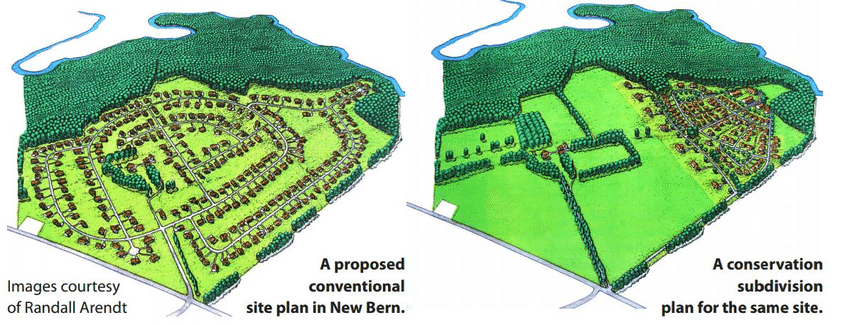 Images courtesy
of Randall Arendt
A proposed
conventional
site plan in New Bern.
A conservation
subdivision
plan for the same site.